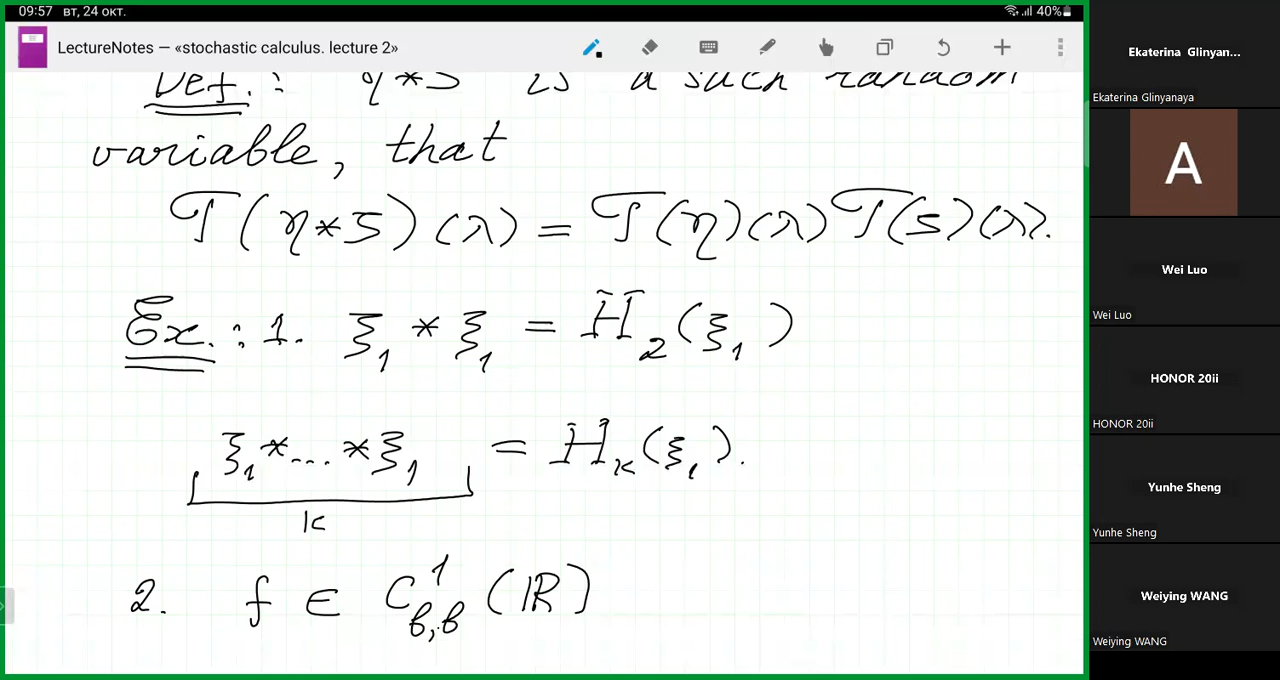 09:57 вт, 24 окт.
40%
LectureNotes — «stochastic calculus. lecture 2»
Def.: η * ζ is a such random
variable, that
𝒯(η * ζ)(λ) = 𝒯(η)(λ) 𝒯(ζ)(λ).
Ex.: 1. ξ₁ * ξ₁ = H₂(ξ₁)
ξ₁ * ... * ξ₁ = Hₖ(ξ₁).
k
2. f ∈ C¹_{b,b}(ℝ)
Ekaterina Glinyan...
Ekaterina Glinyanaya
A
Wei Luo
Wei Luo
HONOR 20ii
HONOR 20ii
Yunhe Sheng
Yunhe Sheng
Weiying WANG
Weiying WANG